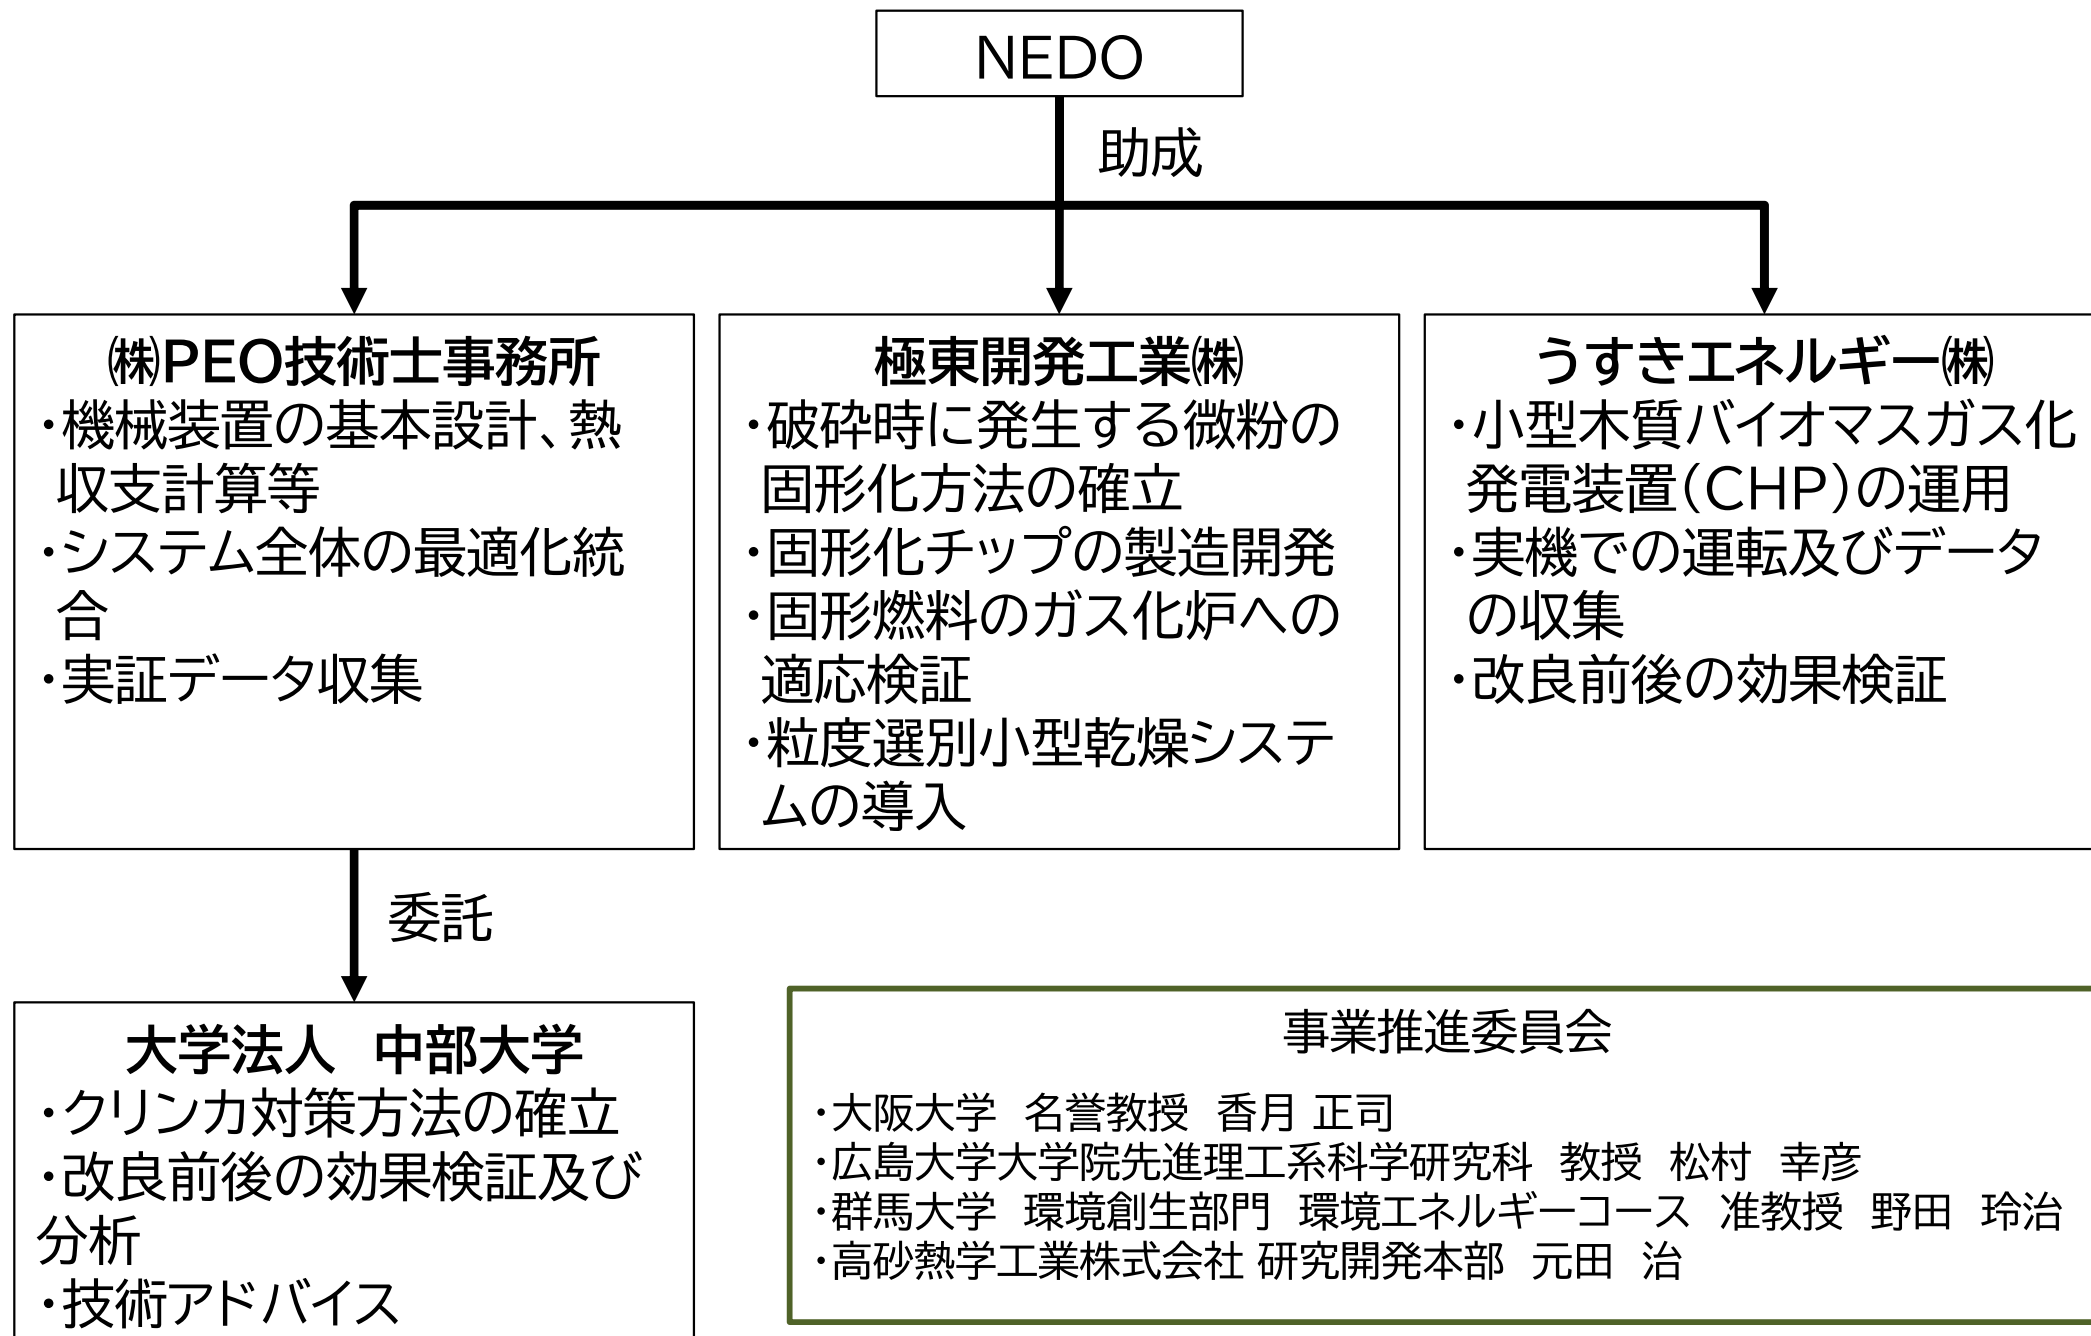 NEDO
助成
㈱PEO技術士事務所
・機械装置の基本設計、熱
収支計算等
・システム全体の最適化統
合
・実証データ収集
極東開発工業㈱
・破砕時に発生する微粉の
固形化方法の確立
・固形化チップの製造開発
・固形燃料のガス化炉への
適応検証
・粒度選別小型乾燥システ
ムの導入
うすきエネルギー㈱
・小型木質バイオマスガス化
発電装置(CHP)の運用
・実機での運転及びデータ
の収集
・改良前後の効果検証
委託
大学法人　中部大学
・クリンカ対策方法の確立
・改良前後の効果検証及び
分析
・技術アドバイス
事業推進委員会
・大阪大学　名誉教授　香月 正司
・広島大学大学院先進理工系科学研究科　教授　松村　幸彦
・群馬大学　環境創生部門　環境エネルギーコース　准教授　野田　玲治
・高砂熱学工業株式会社 研究開発本部　元田　治